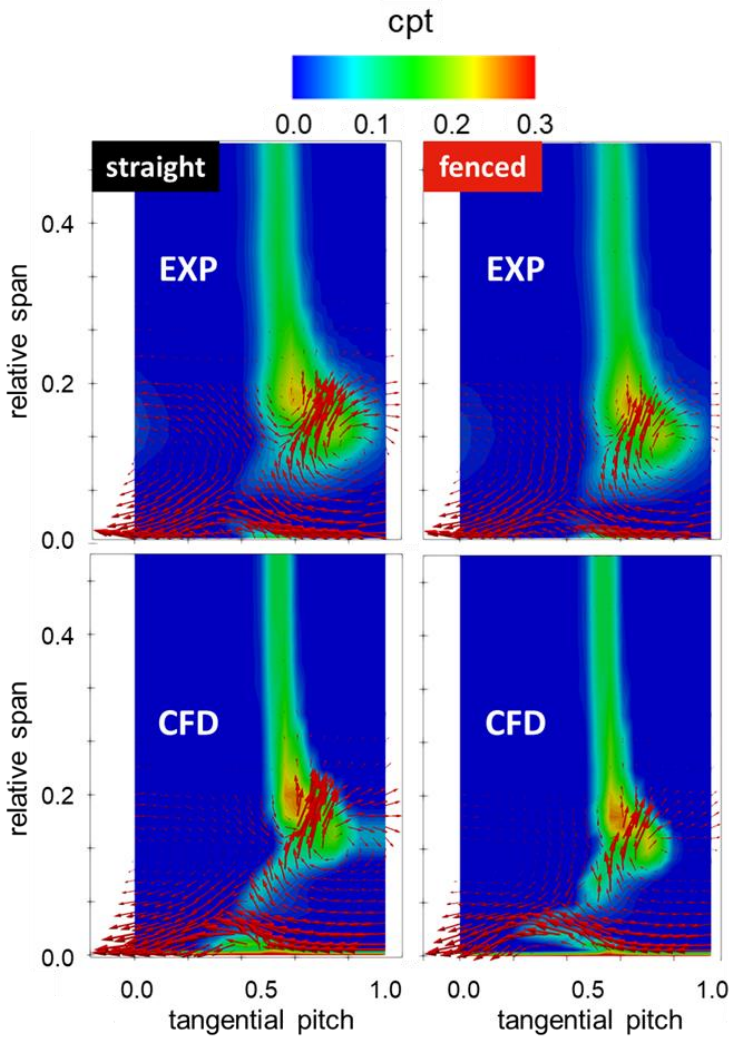 cpt
0.0 0.1 0.2 0.3
straight
fenced
0.4
EXP
EXP
relative span
0.2
0.0
0.4
CFD
CFD
relative span
0.2
0.0
0.0 0.5 1.0 0.0 0.5 1.0
tangential pitch tangential pitch